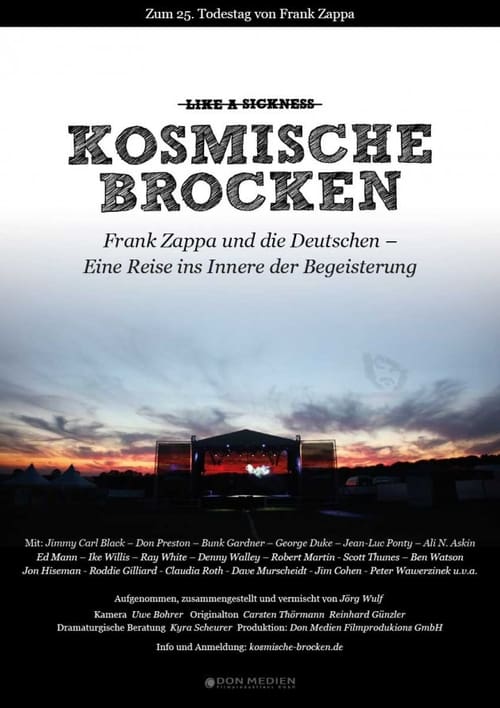 Zum 25. Todestag von Frank Zappa
LIKE A SICKNESS
KOSMISCHE
BROCKEN
Frank Zappa und die Deutschen –
Eine Reise ins Innere der Begeisterung
Mit: Jimmy Carl Black – Don Preston – Bunk Gardner – George Duke – Jean-Luc Ponty – Ali N. Askin
Ed Mann – Ike Willis – Ray White – Denny Walley – Robert Martin - Scott Thunes – Ben Watson
Jon Hiseman - Roddie Gilliard - Claudia Roth - Dave Murscheidt - Jim Cohen - Peter Wawerzinek u.v.a.
Aufgenommen, zusammengestellt und vermischt von Jörg Wulf
Kamera Uwe Bohrer Originalton Carsten Thörmann Reinhard Günzler
Dramaturgische Beratung Kyra Scheurer Produktion: Don Medien Filmprodukions GmbH
Info und Anmeldung: kosmische-brocken.de
DON MEDIEN
Filmproduktions GmbH